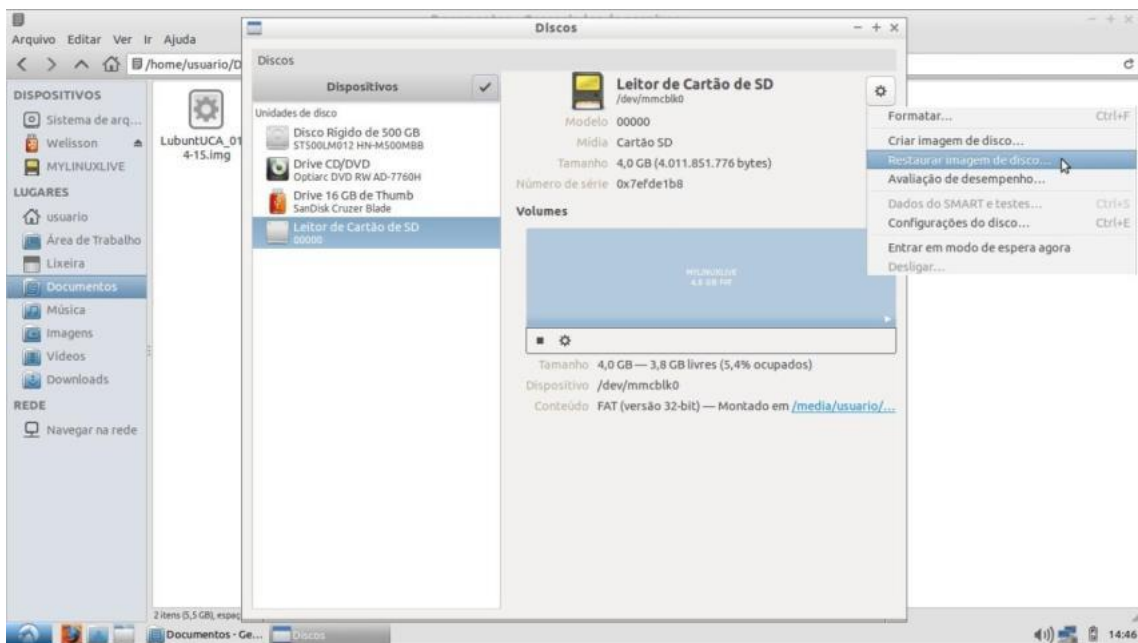 Arquivo Editar Ver Ir Ajuda
/home/usuario/D
DISPOSITIVOS
Sistema de arq...
Welisson
MYLINUXLIVE
LUGARES
usuario
Área de Trabalho
Lixeira
Documentos
Música
Imagens
Vídeos
Downloads
REDE
Navegar na rede
LubuntUCA_01
4-15.img
2 itens (5,5 GB), espaç
Discos
Discos
Dispositivos
Unidades de disco
Disco Rígido de 500 GB
ST500LM012 HN-M500MBB
Drive CD/DVD
Optiarc DVD RW AD-7760H
Drive 16 GB de Thumb
SanDisk Cruzer Blade
Leitor de Cartão de SD
00000
Leitor de Cartão de SD
/dev/mmcblk0
Modelo 00000
Mídia Cartão SD
Tamanho 4,0 GB (4.011.851.776 bytes)
Número de série 0x7efde1b8
Volumes
MYLINUXLIVE
4,0 GB FAT
Tamanho 4,0 GB — 3,8 GB livres (5,4% ocupados)
Dispositivo /dev/mmcblk0
Conteúdo FAT (versão 32-bit) — Montado em /media/usuario/...
Formatar... Ctrl+F
Criar imagem de disco...
Restaurar imagem de disco...
Avaliação de desempenho...
Dados do SMART e testes... Ctrl+S
Configurações do disco... Ctrl+E
Entrar em modo de espera agora
Desligar...
Documentos - Ge...
Discos
14:46